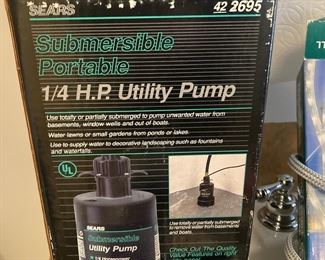 SEARS
42 2695
Submersible
Portable
1/4 H.P. Utility Pump
Use totally or partially submerged to pump unwanted water from
basements, window wells and out of boats.
Water lawns or small gardens from ponds or lakes.
Use to supply water to decorative landscaping such as fountains
and waterfalls.
UL
SEARS
Submersible
Utility Pump
Use totally or partially submerged
to remove water from basements
and boats.
Check Out The Quality
Value Features on right